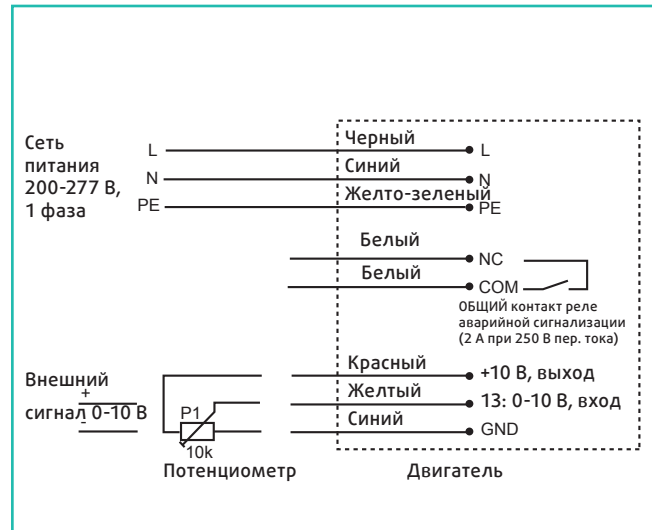 Сеть
питания
200-277 В,
1 фаза
L Черный L
N Синий N
PE Желто-зеленый PE
Белый NC
Белый COM
ОБЩИЙ контакт реле
аварийной сигнализации
(2 А при 250 В пер. тока)
Внешний
+
сигнал 0-10 В
-
P1
10k
Потенциометр
Красный +10 В, выход
Желтый 13: 0-10 В, вход
Синий GND
Двигатель